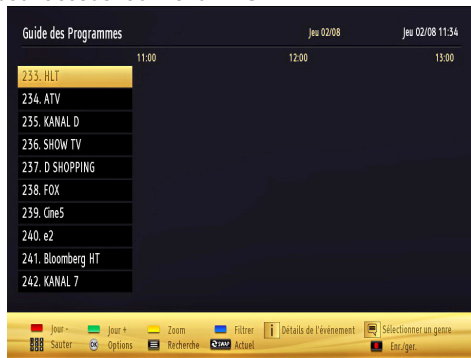 Guide des Programmes Jeu 02/08 Jeu 02/08 11:34
11:00 12:00 13:00
233. HLT
234. ATV
235. KANAL D
236. SHOW TV
237. D SHOPPING
238. FOX
239. Cine5
240. e2
241. Bloomberg HT
242. KANAL 7
Jour - Jour + Zoom Filtrer i Détails de l'événement Sélectionner un genre
Sauter OK Options Recherche SWAP Actuel Enr./ger.